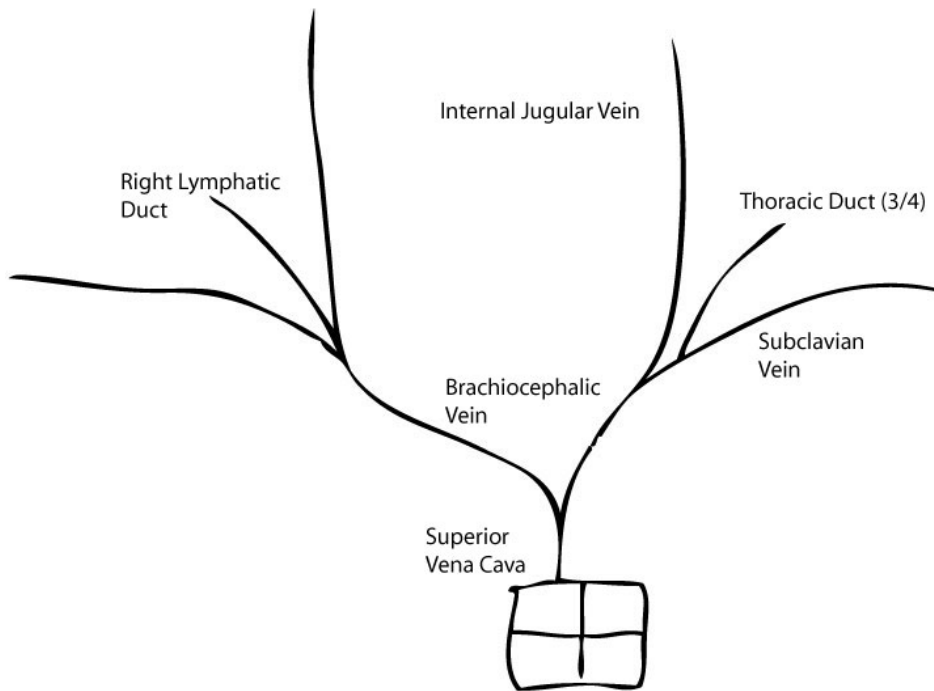 Internal Jugular Vein
Right Lymphatic
Duct
Thoracic Duct (3/4)
Subclavian
Vein
Brachiocephalic
Vein
Superior
Vena Cava